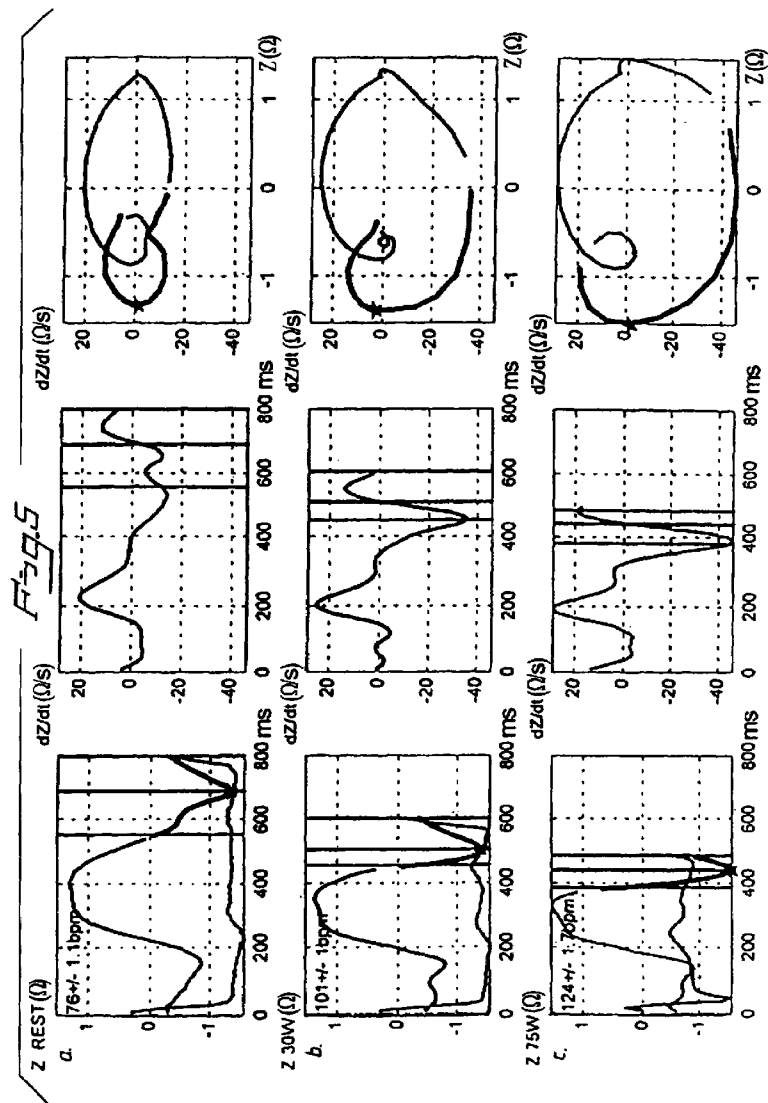 Fig.5
Z REST (Ω)
a.
76+/- 1.1bpm
1
0
-1
0 200 400 600 800 ms
dZ/dt (Ω/s)
20
0
-20
-40
0 200 400 600 800 ms
dZ/dt (Ω/s)
20
0
-20
-40
-1 0 1 Z (Ω)
Z 30W (Ω)
b.
101+/- 1bpm
1
0
-1
0 200 400 600 800 ms
dZ/dt (Ω/s)
20
0
-20
-40
0 200 400 600 800 ms
dZ/dt (Ω/s)
20
0
-20
-40
-1 0 1 Z (Ω)
Z 75W (Ω)
c.
124+/- 1.7bpm
1
0
-1
0 200 400 600 800 ms
dZ/dt (Ω/s)
20
0
-20
-40
0 200 400 600 800 ms
dZ/dt (Ω/s)
20
0
-20
-40
-1 0 1 Z (Ω)